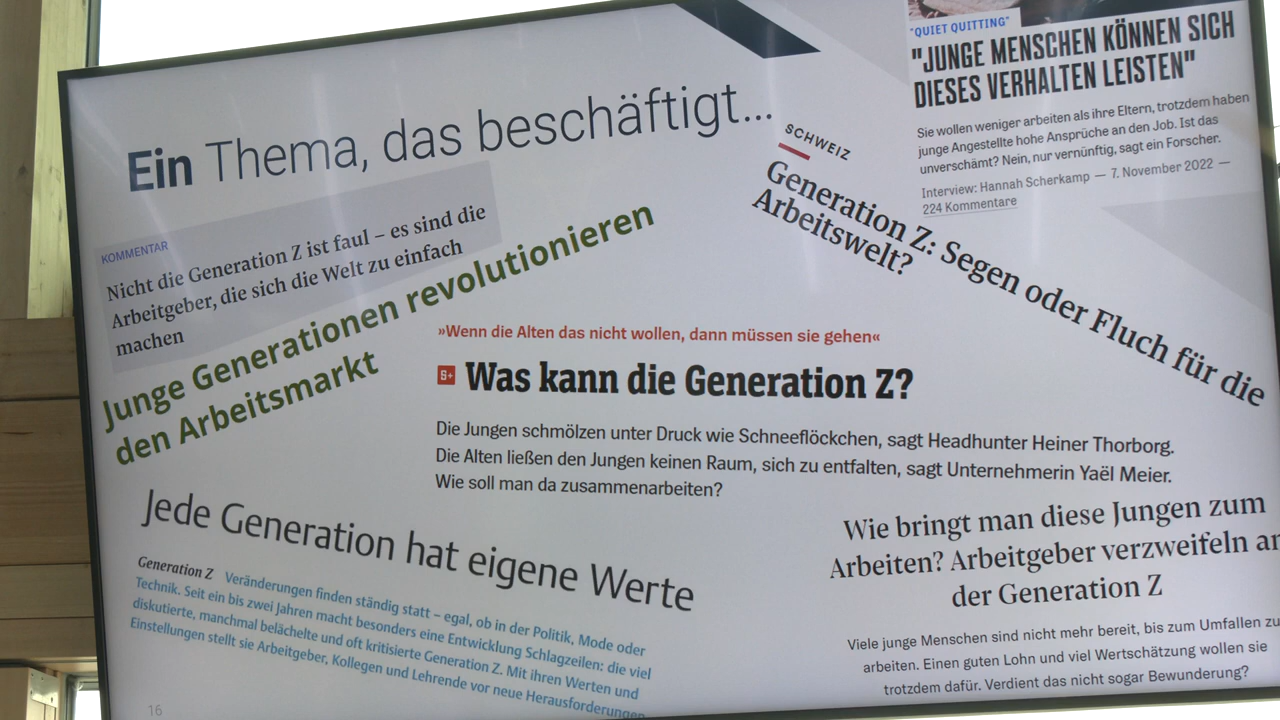 Ein Thema, das beschäftigt...
"QUIET QUITTING"
"JUNGE MENSCHEN KÖNNEN SICH
DIESES VERHALTEN LEISTEN"
Sie wollen weniger arbeiten als ihre Eltern, trotzdem haben
junge Angestellte hohe Ansprüche an den Job. Ist das
unverschämt? Nein, nur vernünftig, sagt ein Forscher.
Interview: Hannah Scherkamp — 7. November 2022 —
224 Kommentare
SCHWEIZ
Generation Z: Segen oder Fluch für die
Arbeitswelt?
KOMMENTAR
Nicht die Generation Z ist faul – es sind die
Arbeitgeber, die sich die Welt zu einfach
machen
Junge Generationen revolutionieren
den Arbeitsmarkt
»Wenn die Alten das nicht wollen, dann müssen sie gehen«
S+ Was kann die Generation Z?
Die Jungen schmölzen unter Druck wie Schneeflöckchen, sagt Headhunter Heiner Thorborg.
Die Alten ließen den Jungen keinen Raum, sich zu entfalten, sagt Unternehmerin Yaël Meier.
Wie soll man da zusammenarbeiten?
Jede Generation hat eigene Werte
Generation Z Veränderungen finden ständig statt – egal, ob in der Politik, Mode oder
Technik. Seit ein bis zwei Jahren macht besonders eine Entwicklung Schlagzeilen: die viel
diskutierte, manchmal belächelte und oft kritisierte Generation Z. Mit ihren Werten und
Einstellungen stellt sie Arbeitgeber, Kollegen und Lehrende vor neue Herausforderungen
Wie bringt man diese Jungen zum
Arbeiten? Arbeitgeber verzweifeln an
der Generation Z
Viele junge Menschen sind nicht mehr bereit, bis zum Umfallen zu
arbeiten. Einen guten Lohn und viel Wertschätzung wollen sie
trotzdem dafür. Verdient das nicht sogar Bewunderung?
16